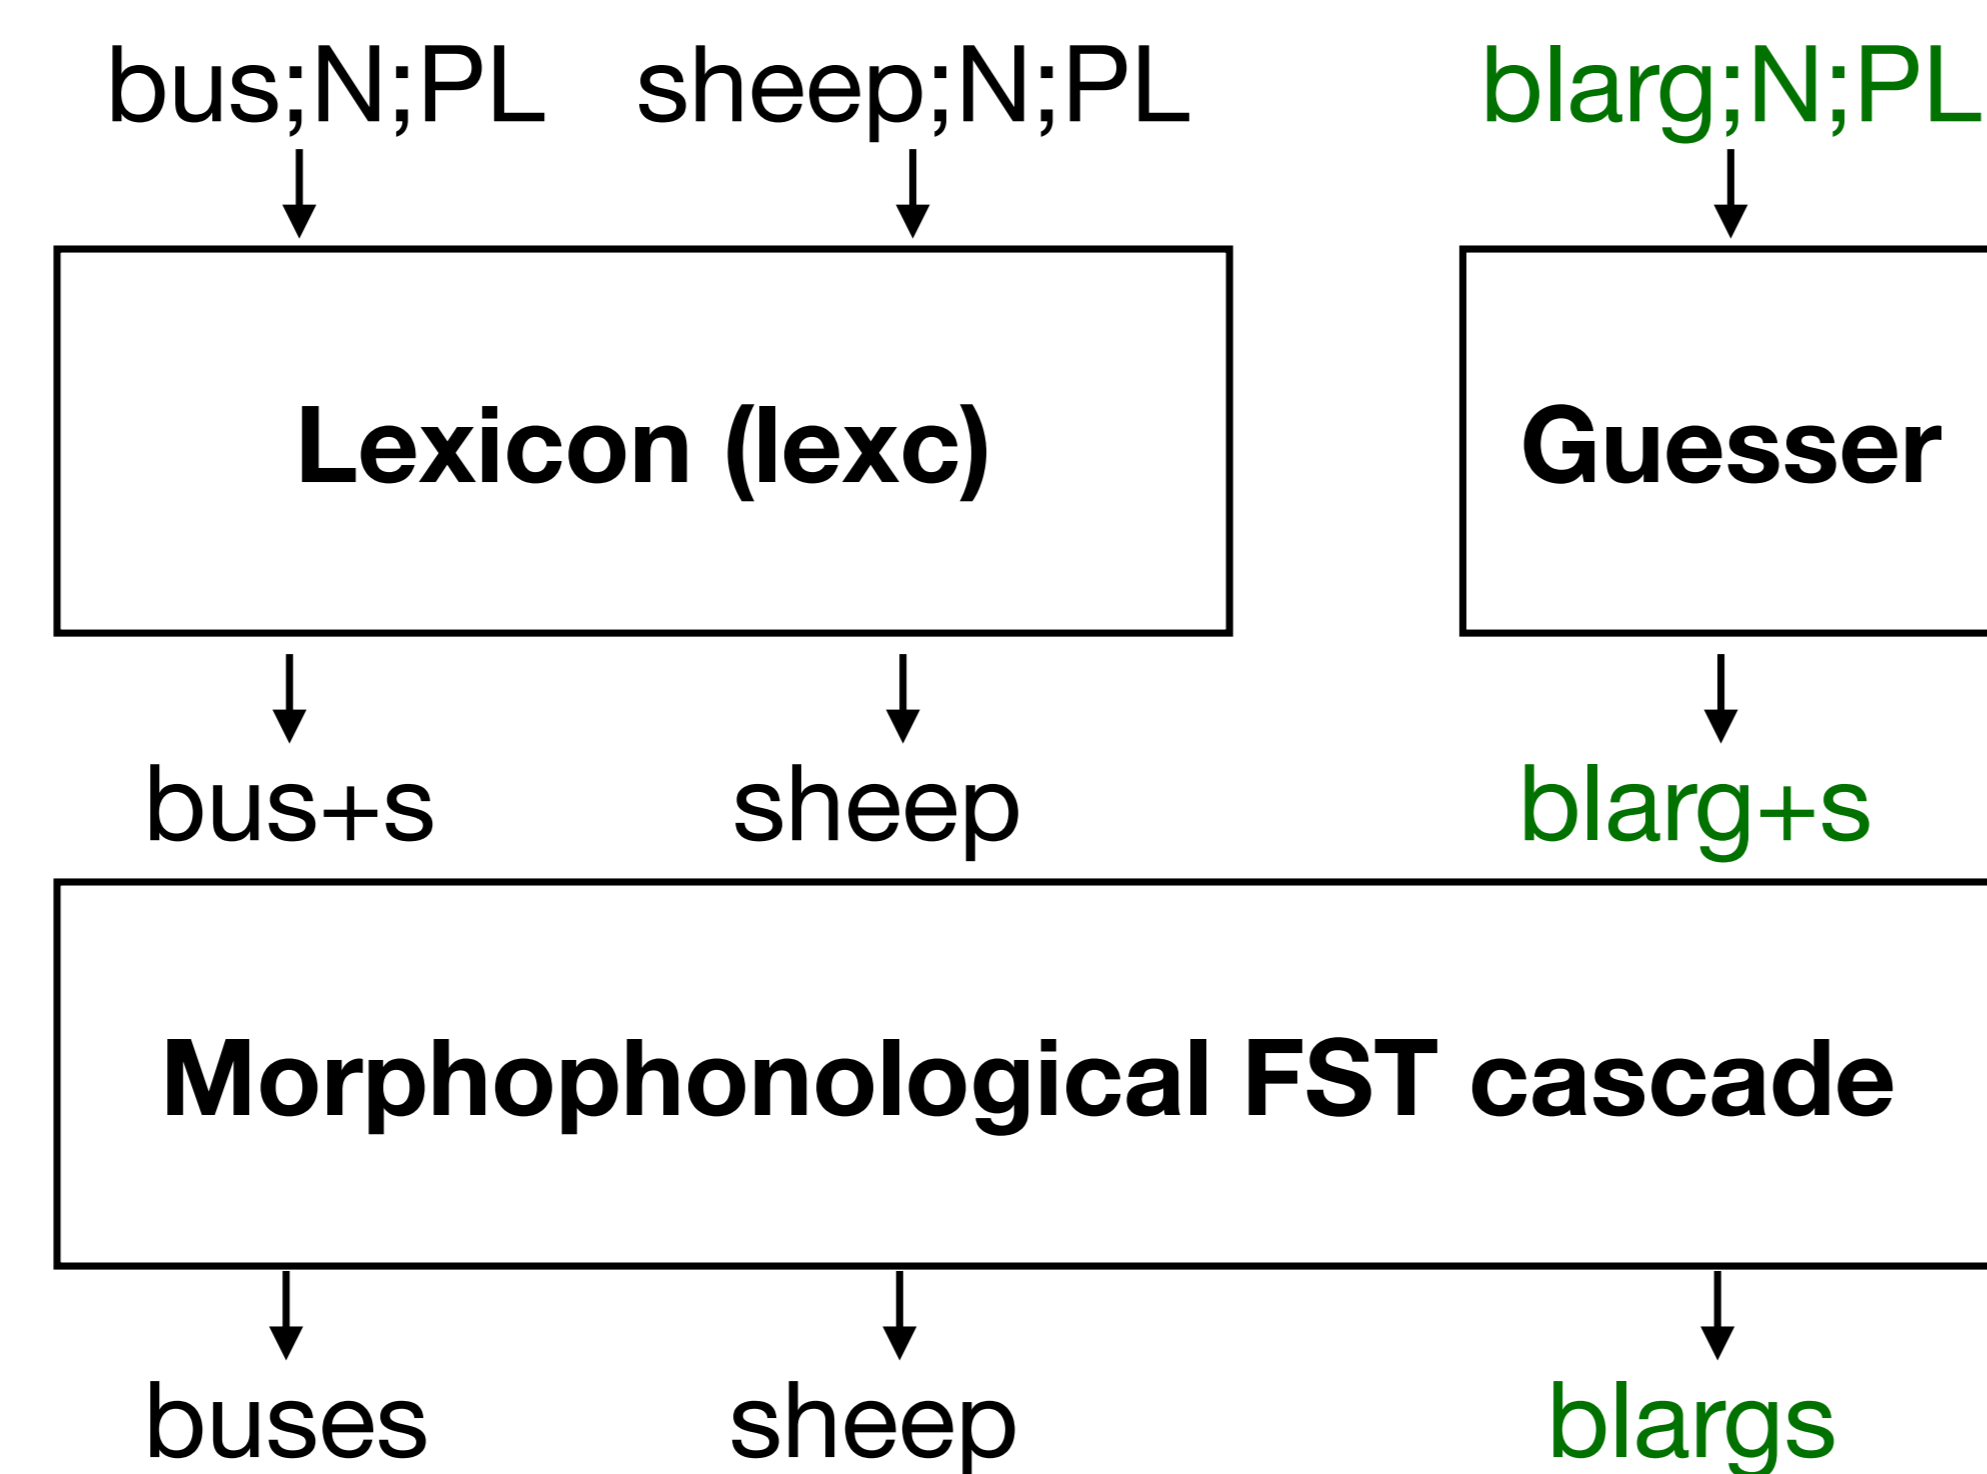 bus;N;PL sheep;N;PL blarg;N;PL
Lexicon (lexc) Guesser
bus+s sheep blarg+s
Morphophonological FST cascade
buses sheep blargs